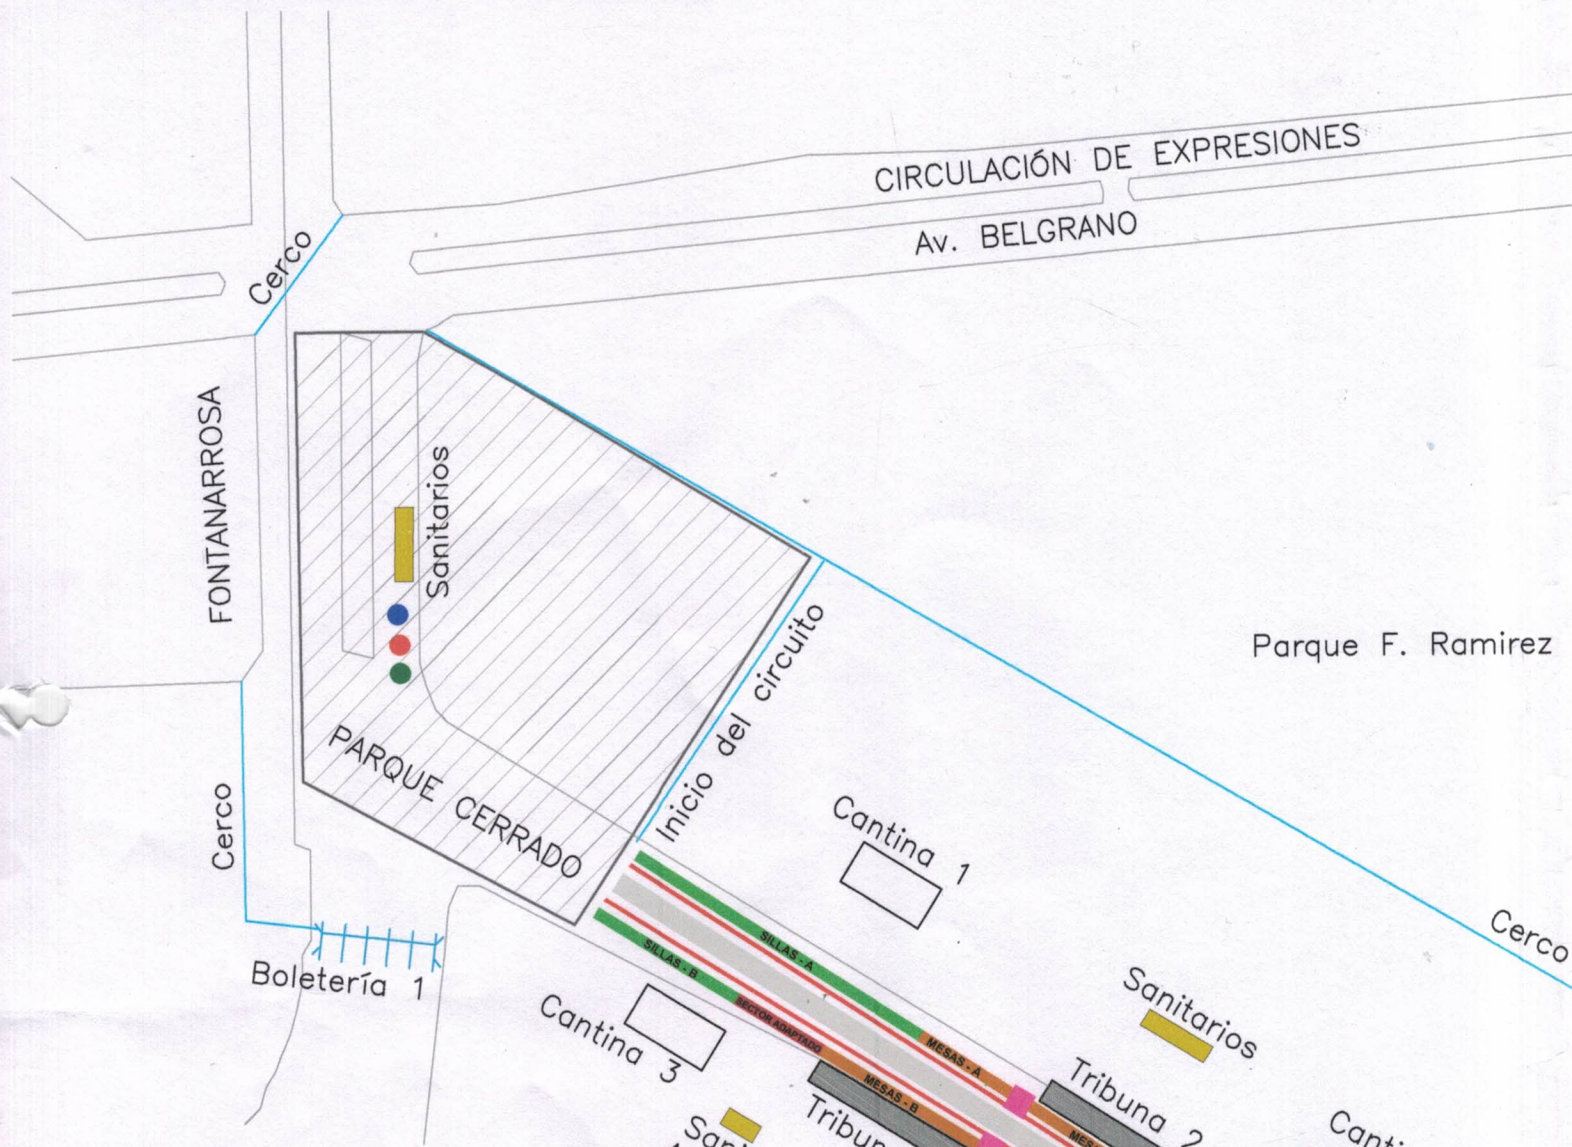 CIRCULACIÓN DE EXPRESIONES
Av. BELGRANO
Cerco
FONTANARROSA
Sanitarios
Parque F. Ramirez
Inicio del circuito
PARQUE CERRADO
Cerco
Cantina 1
Cerco
SILLAS - A
SILLAS - B
Boletería 1
Cantina 3
SECTOR ADAPTADO
MESAS - A
MESAS - B
Sanitarios
Tribuna 2